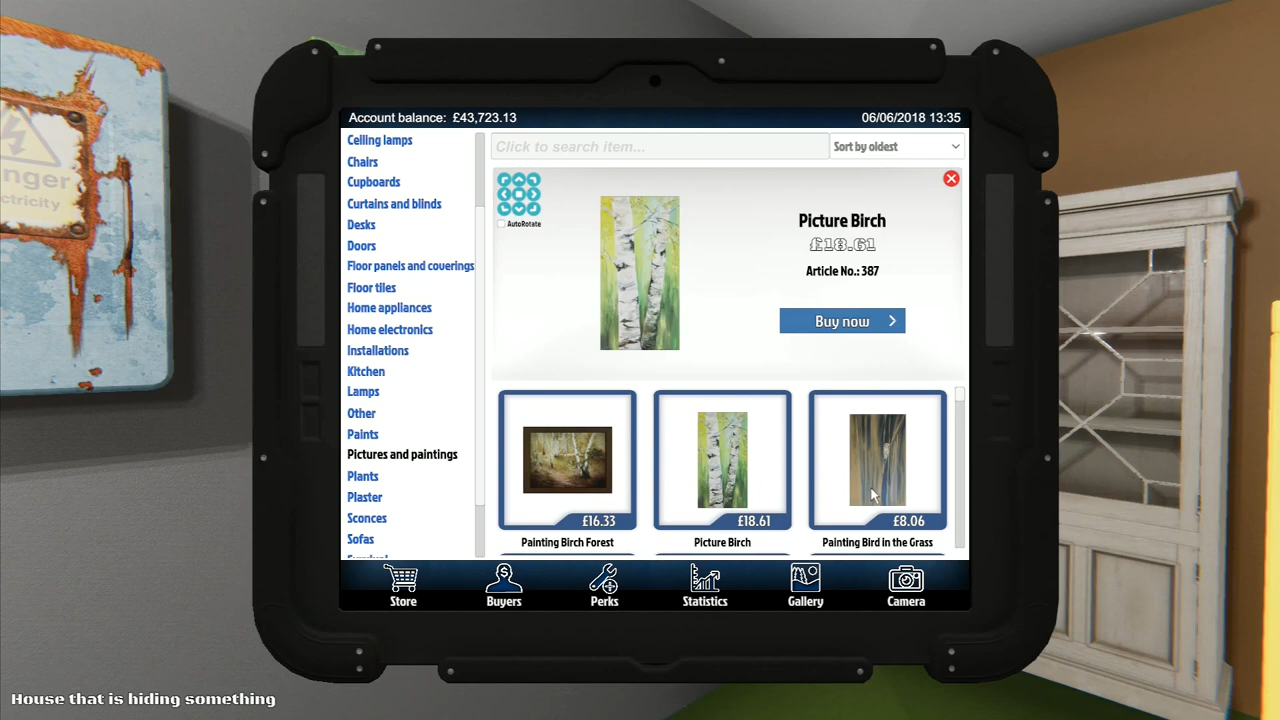 Account balance: £43,723.13
06/06/2018 13:35
Ceiling lamps
Chairs
Cupboards
Curtains and blinds
Desks
Doors
Floor panels and coverings
Floor tiles
Home appliances
Home electronics
Installations
Kitchen
Lamps
Other
Paints
Pictures and paintings
Plants
Plaster
Sconces
Sofas
Click to search item...
Sort by oldest
AutoRotate
Picture Birch
£18.61
Article No.: 387
Buy now
£16.33
£18.61
£8.06
Painting Birch Forest
Picture Birch
Painting Bird in the Grass
Store
Buyers
Perks
Statistics
Gallery
Camera
nger
ctricity
House that is hiding something